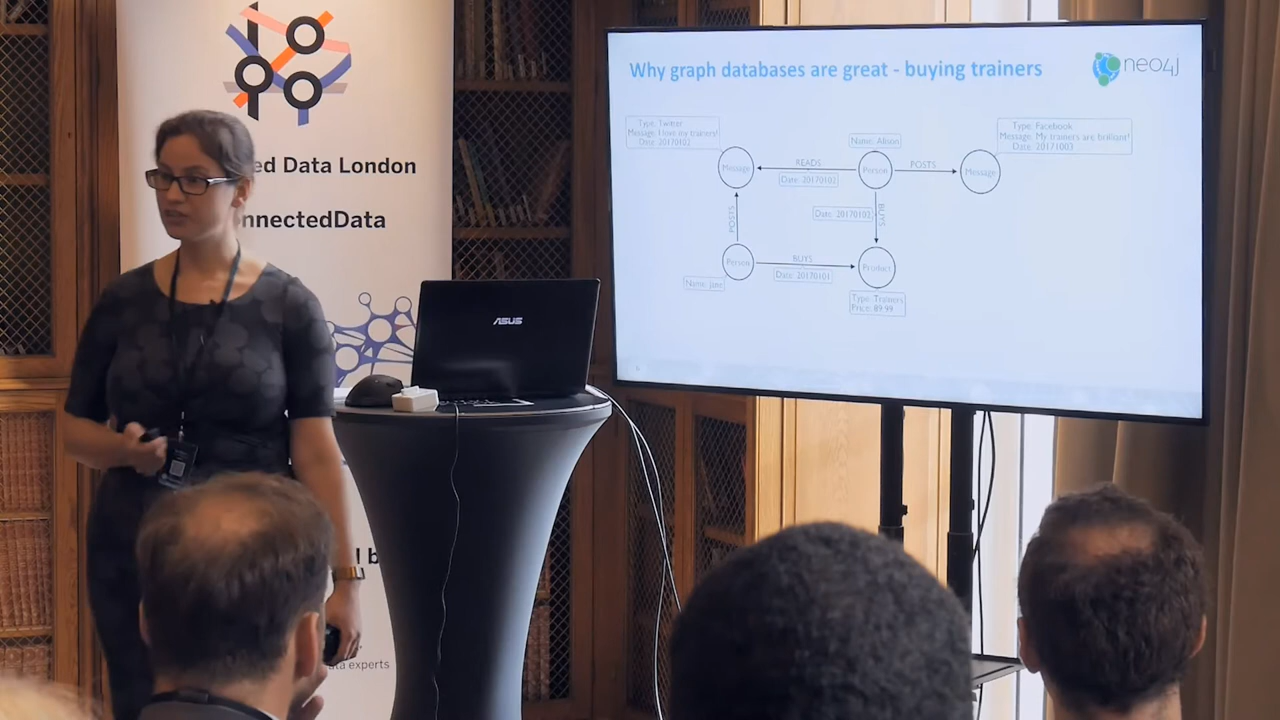 ed Data London
nnectedData
l b
ata experts
ASUS
Why graph databases are great - buying trainers
neo4j
Type: Twitter
Message: I love my trainers!
Date: 20170102
Name: Alison
Type: Facebook
Message: My trainers are brilliant!
Date: 20171003
Message
READS
Date: 20170102
Person
POSTS
Message
POSTS
Date: 20170103
BUYS
Person
BUYS
Date: 20170101
Product
Name: Jane
Type: Trainers
Price: 89.99